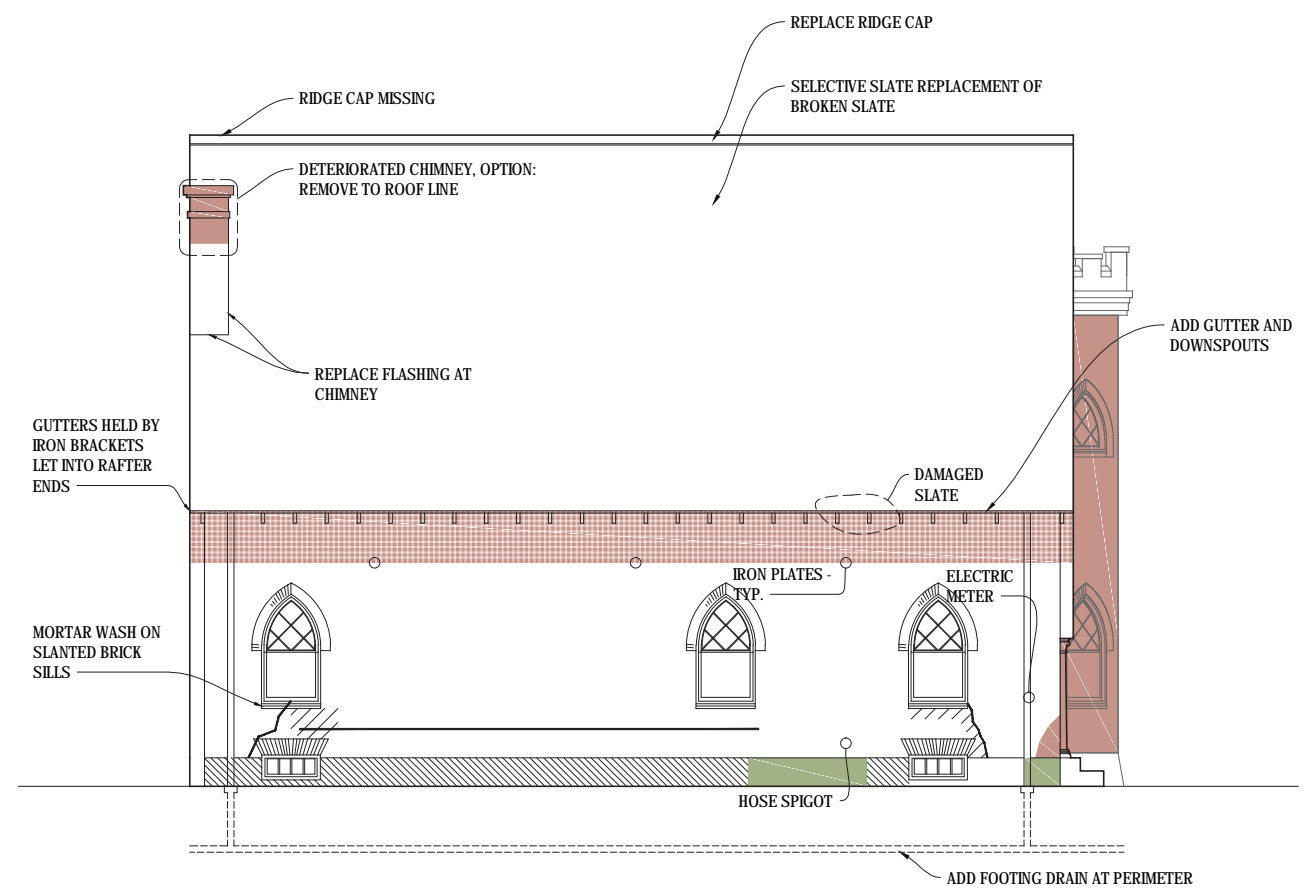 REPLACE RIDGE CAP
SELECTIVE SLATE REPLACEMENT OF
BROKEN SLATE
RIDGE CAP MISSING
DETERIORATED CHIMNEY, OPTION:
REMOVE TO ROOF LINE
ADD GUTTER AND
DOWNSPOUTS
REPLACE FLASHING AT
CHIMNEY
GUTTERS HELD BY
IRON BRACKETS
LET INTO RAFTER
ENDS
DAMAGED
SLATE
IRON PLATES -
TYP.
ELECTRIC
METER
MORTAR WASH ON
SLANTED BRICK
SILLS
HOSE SPIGOT
ADD FOOTING DRAIN AT PERIMETER